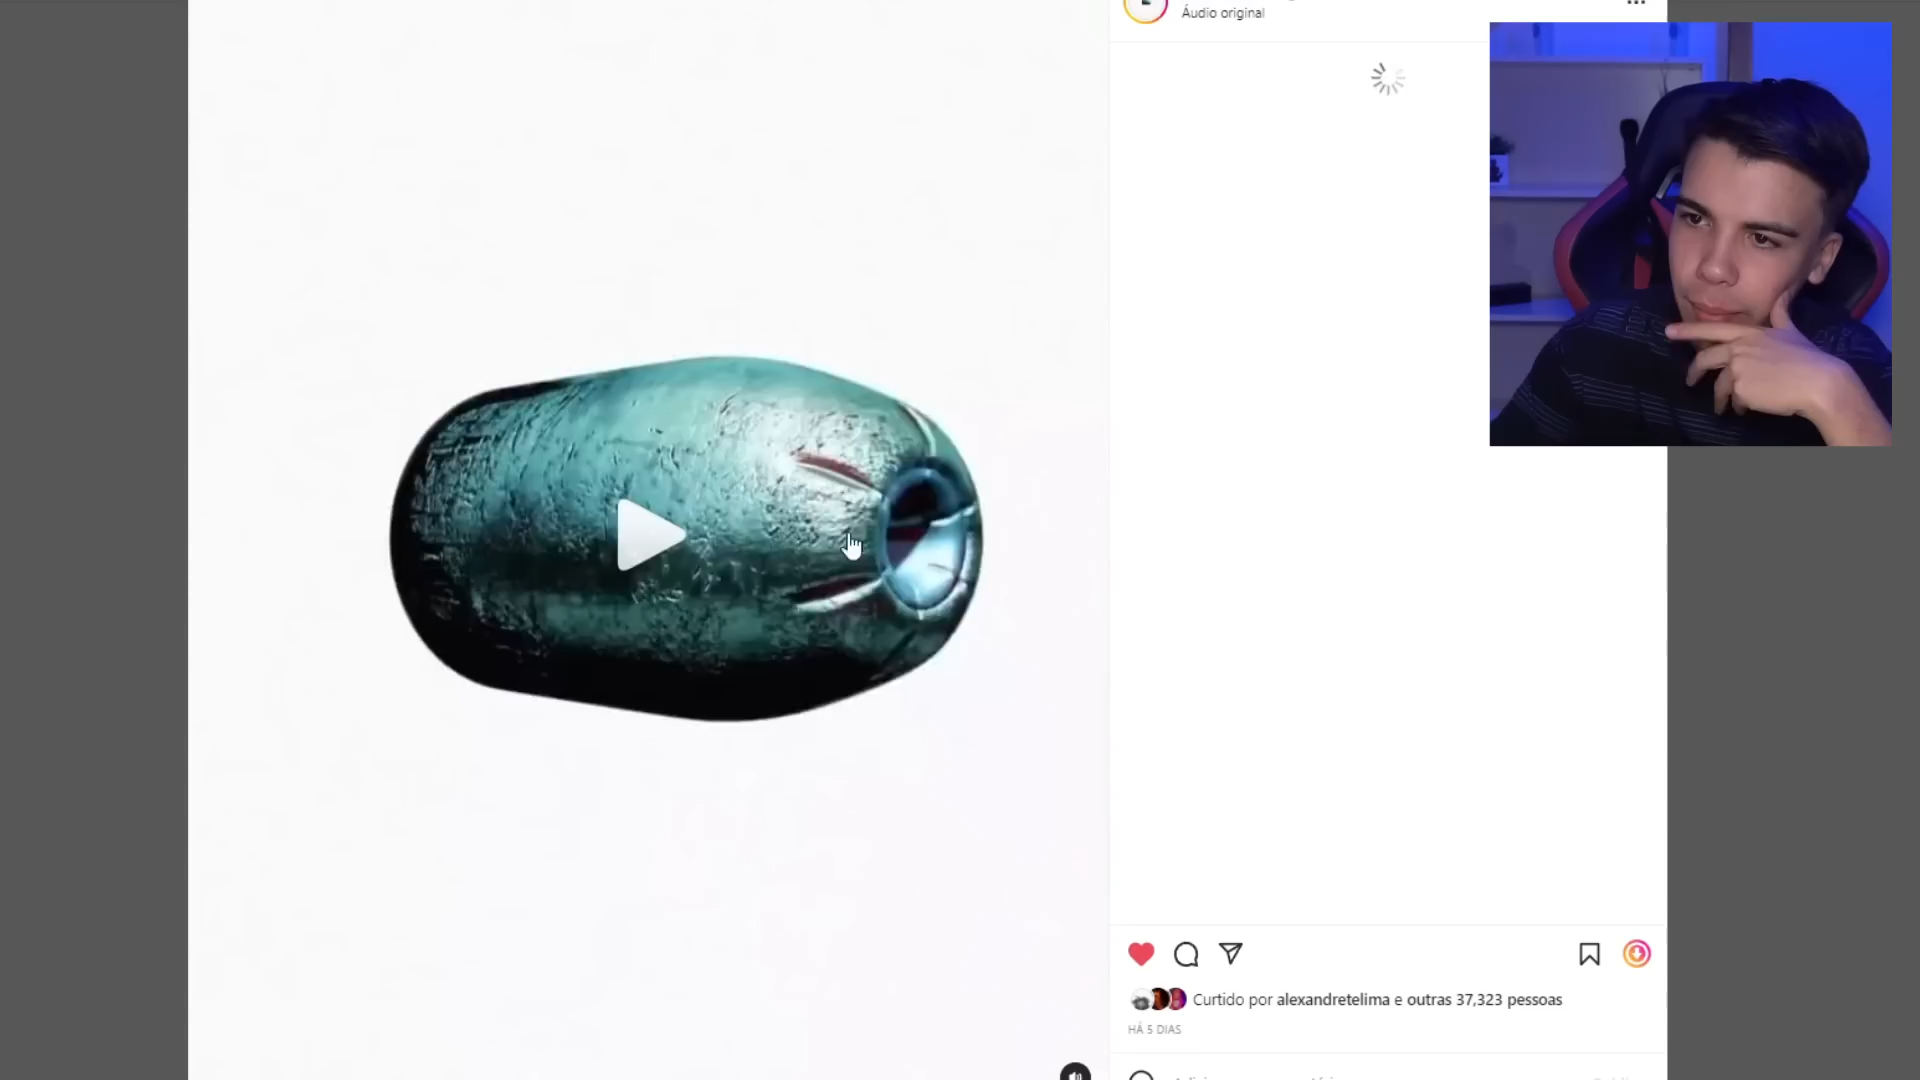 Áudio original
Curtido por alexandretelima e outras 37,323 pessoas
HÁ 5 DIAS